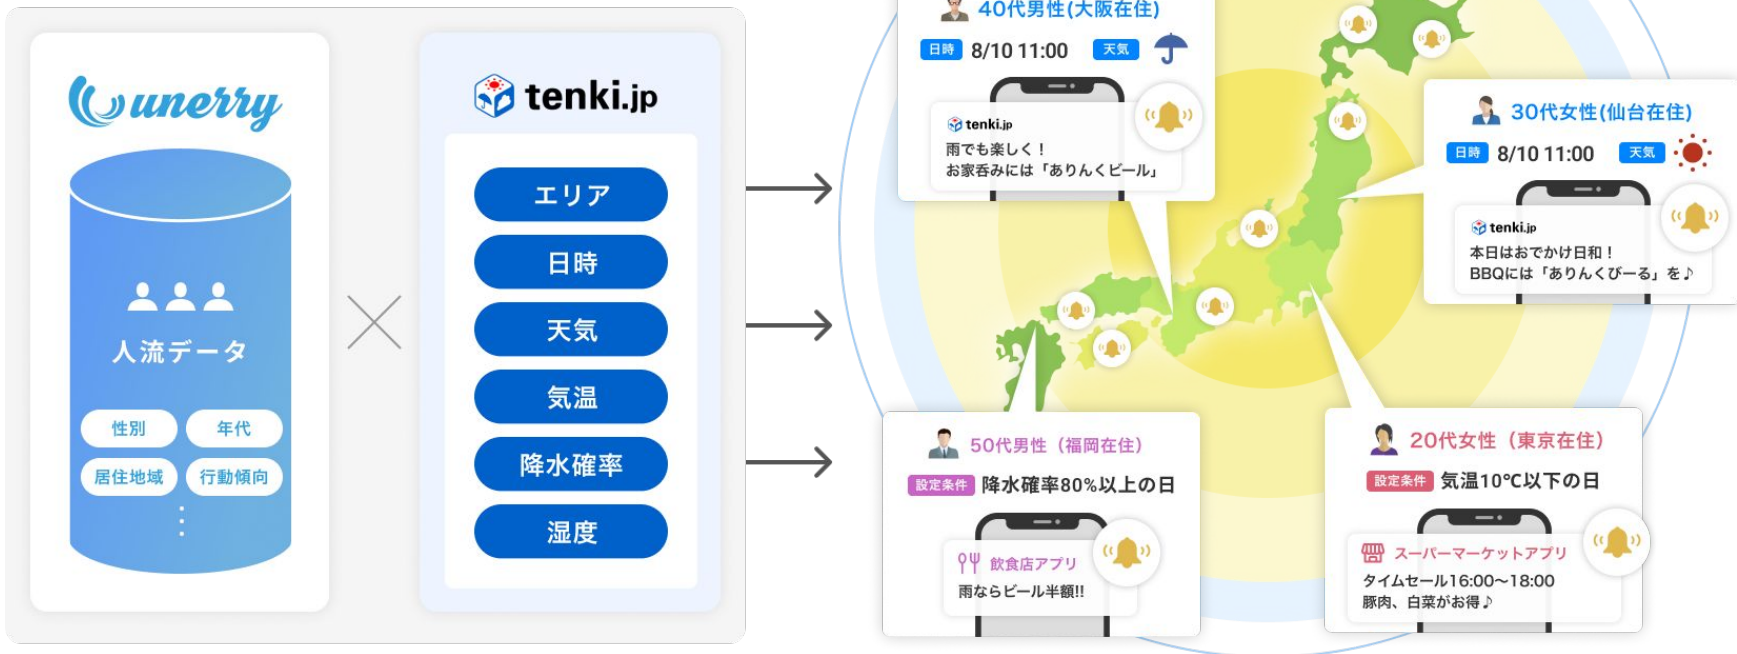 unerry
人流データ
性別
年代
居住地域
行動傾向
tenki.jp
エリア
日時
天気
気温
降水確率
湿度
40代男性(大阪在住)
日時 8/10 11:00 天気
tenki.jp
雨でも楽しく！
お家呑みには「ありんくビール」
30代女性(仙台在住)
日時 8/10 11:00 天気
tenki.jp
本日はおでかけ日和！
BBQには「ありんくびーる」を♪
50代男性（福岡在住）
設定条件 降水確率80%以上の日
飲食店アプリ
雨ならビール半額!!
20代女性（東京在住）
設定条件 気温10℃以下の日
スーパーマーケットアプリ
タイムセール16:00～18:00
豚肉、白菜がお得♪